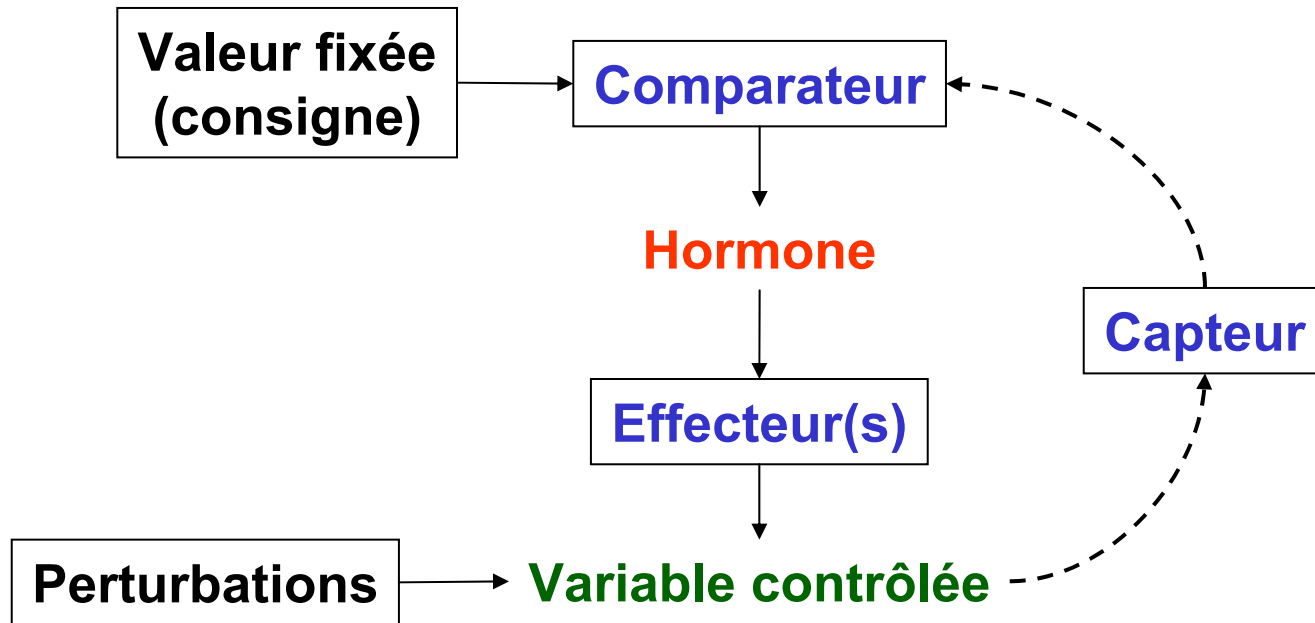 Valeur fixée
(consigne)
Comparateur
Hormone
Capteur
Effecteur(s)
Perturbations
Variable contrôlée